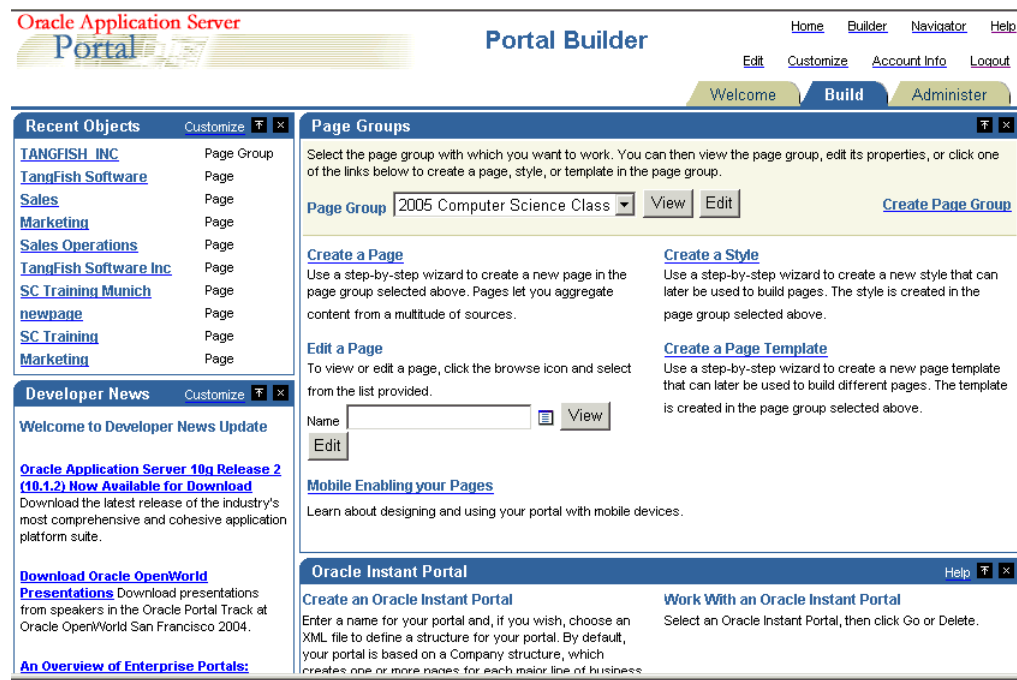 Oracle Application Server
Portal
Portal Builder
Home Builder Navigator Help
Edit Customize Account Info Logout
Welcome Build Administer
Recent Objects Customize
TANGFISH INC Page Group
TangFish Software Page
Sales Page
Marketing Page
Sales Operations Page
TangFish Software Inc Page
SC Training Munich Page
newpage Page
SC Training Page
Marketing Page
Developer News Customize
Welcome to Developer News Update
Oracle Application Server 10g Release 2
(10.1.2) Now Available for Download
Download the latest release of the industry's
most comprehensive and cohesive application
platform suite.
Download Oracle OpenWorld
Presentations Download presentations
from speakers in the Oracle Portal Track at
Oracle OpenWorld San Francisco 2004.
An Overview of Enterprise Portals:
Page Groups
Select the page group with which you want to work. You can then view the page group, edit its properties, or click one
of the links below to create a page, style, or template in the page group.
Page Group 2005 Computer Science Class View Edit Create Page Group
Create a Page
Use a step-by-step wizard to create a new page in the
page group selected above. Pages let you aggregate
content from a multitude of sources.
Create a Style
Use a step-by-step wizard to create a new style that can
later be used to build pages. The style is created in the
page group selected above.
Edit a Page
To view or edit a page, click the browse icon and select
from the list provided.
Name View
Edit
Create a Page Template
Use a step-by-step wizard to create a new page template
that can later be used to build different pages. The template
is created in the page group selected above.
Mobile Enabling your Pages
Learn about designing and using your portal with mobile devices.
Oracle Instant Portal Help
Create an Oracle Instant Portal
Enter a name for your portal and, if you wish, choose an
XML file to define a structure for your portal. By default,
your portal is based on a Company structure, which
creates one or more pages for each major line of business
Work With an Oracle Instant Portal
Select an Oracle Instant Portal, then click Go or Delete.